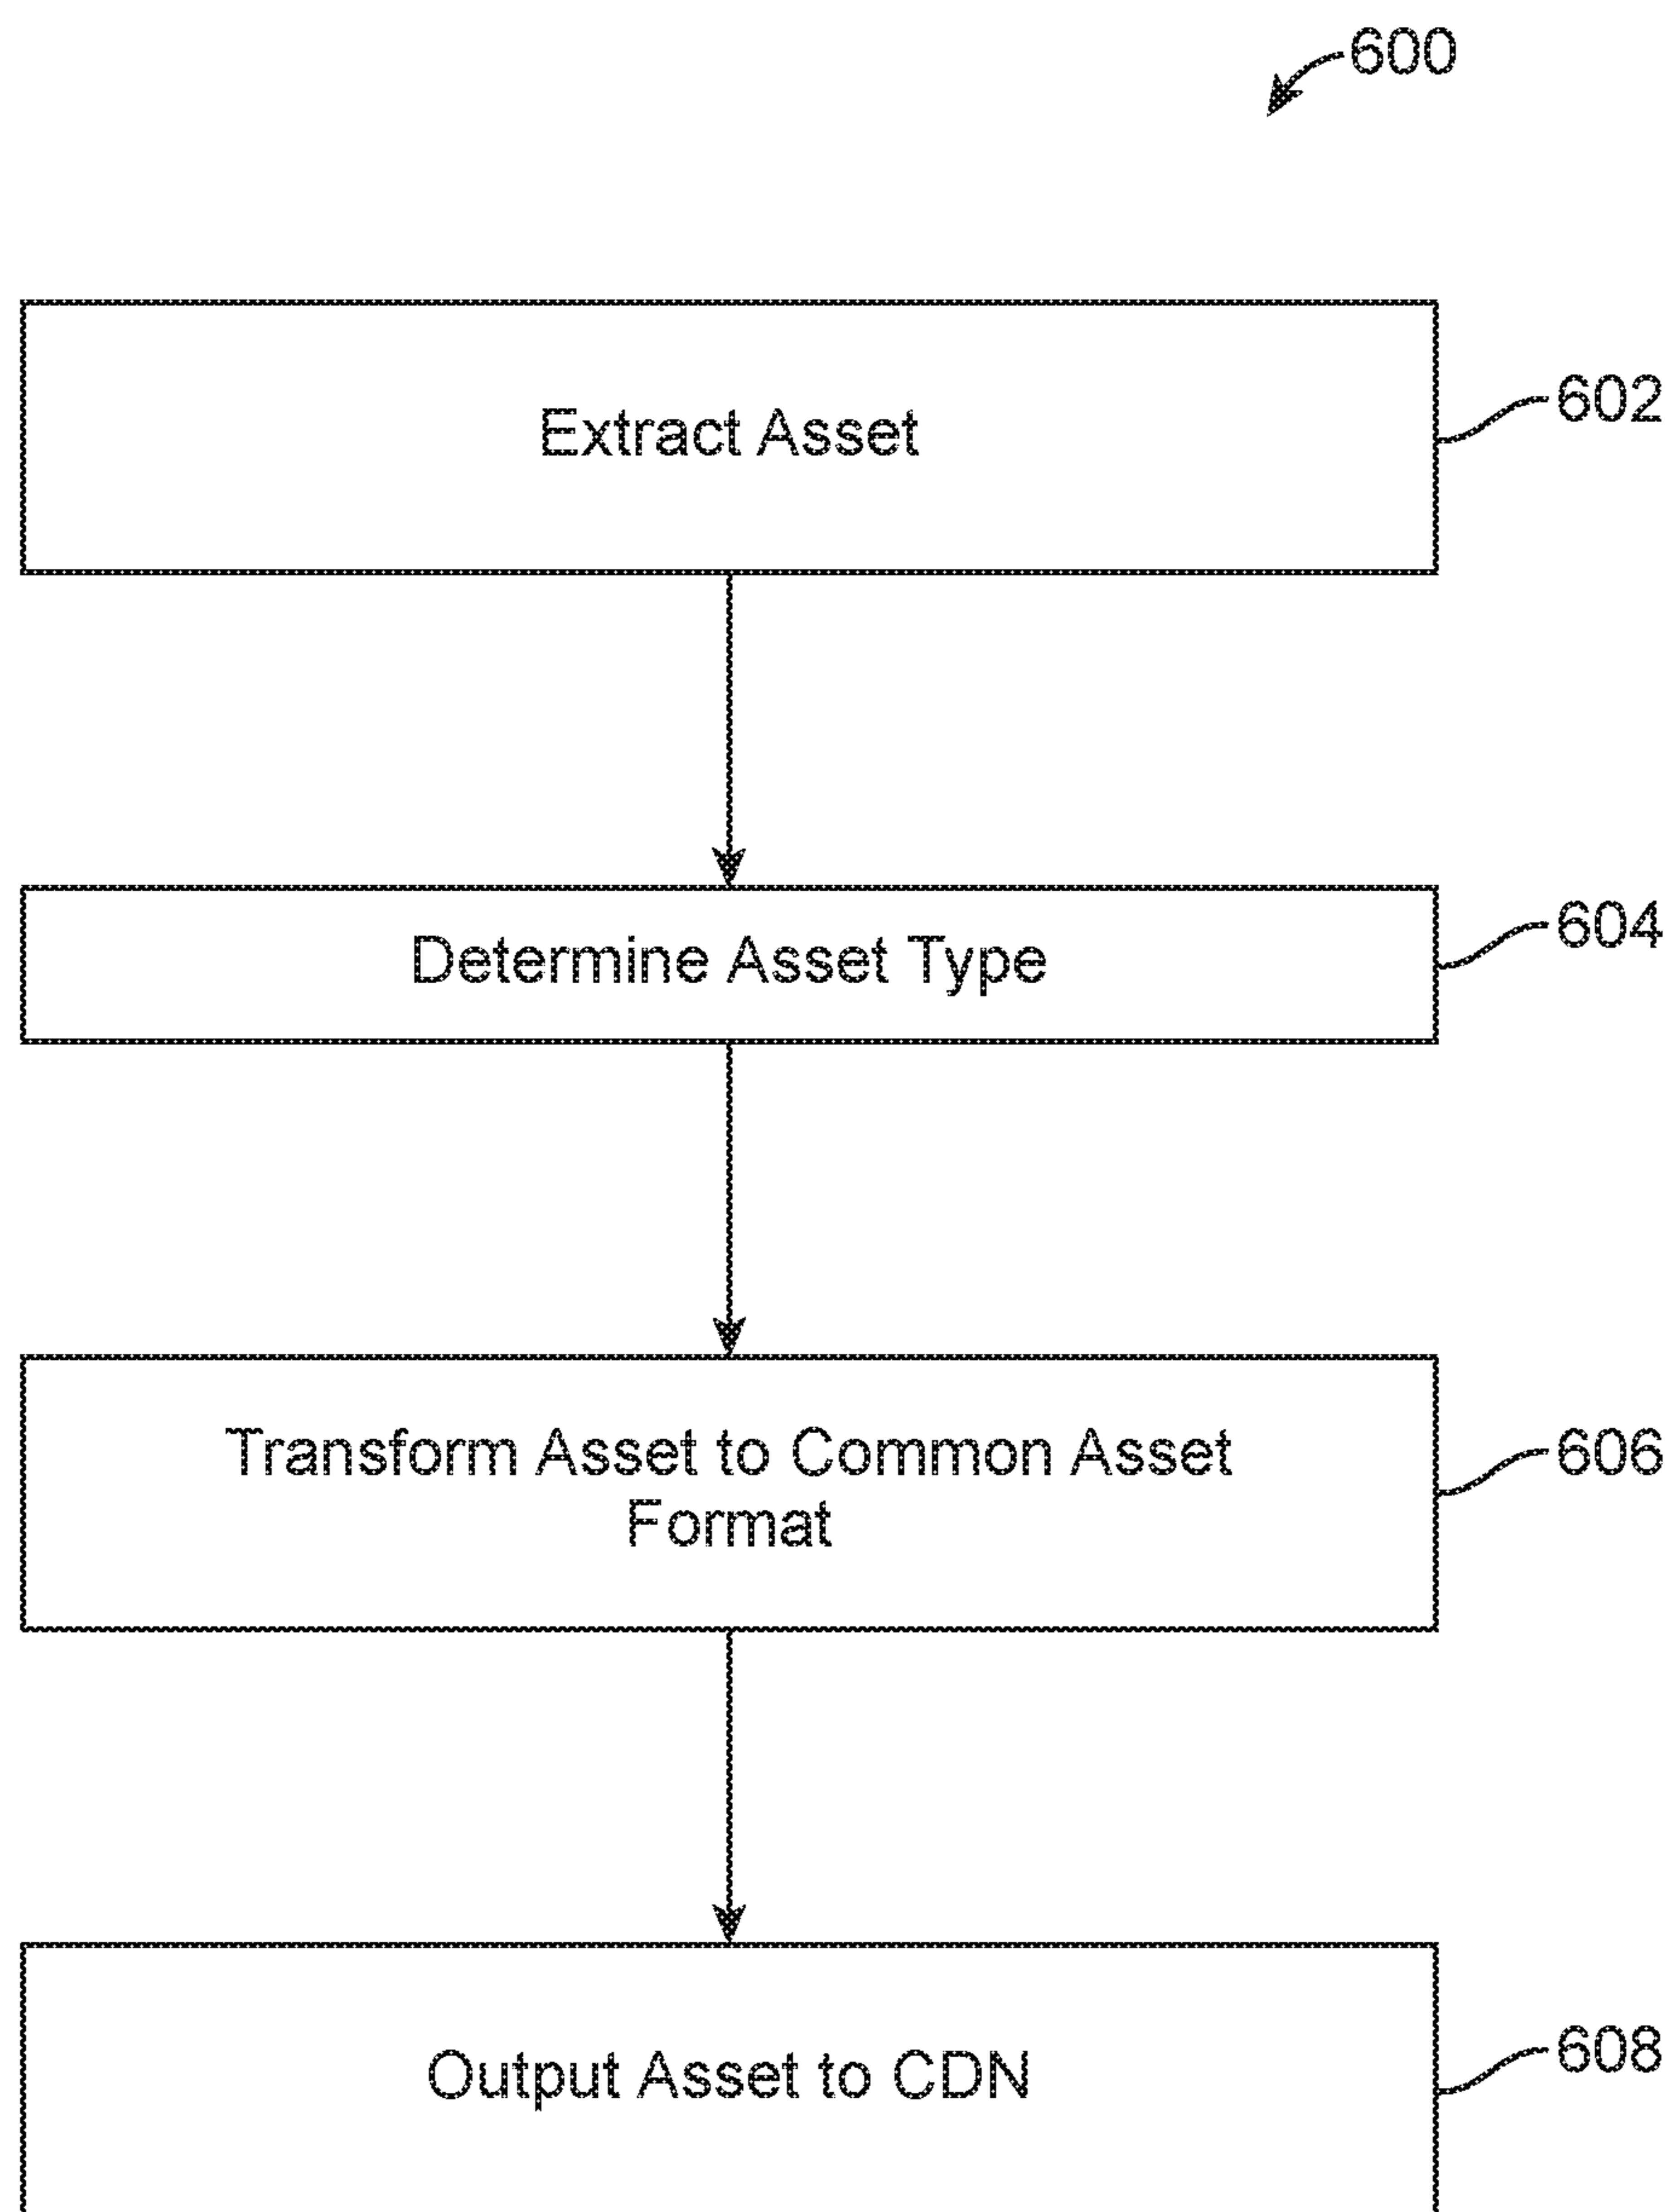 600
Extract Asset
602
Determine Asset Type
604
Transform Asset to Common Asset
Format
606
Output Asset to CDN
608